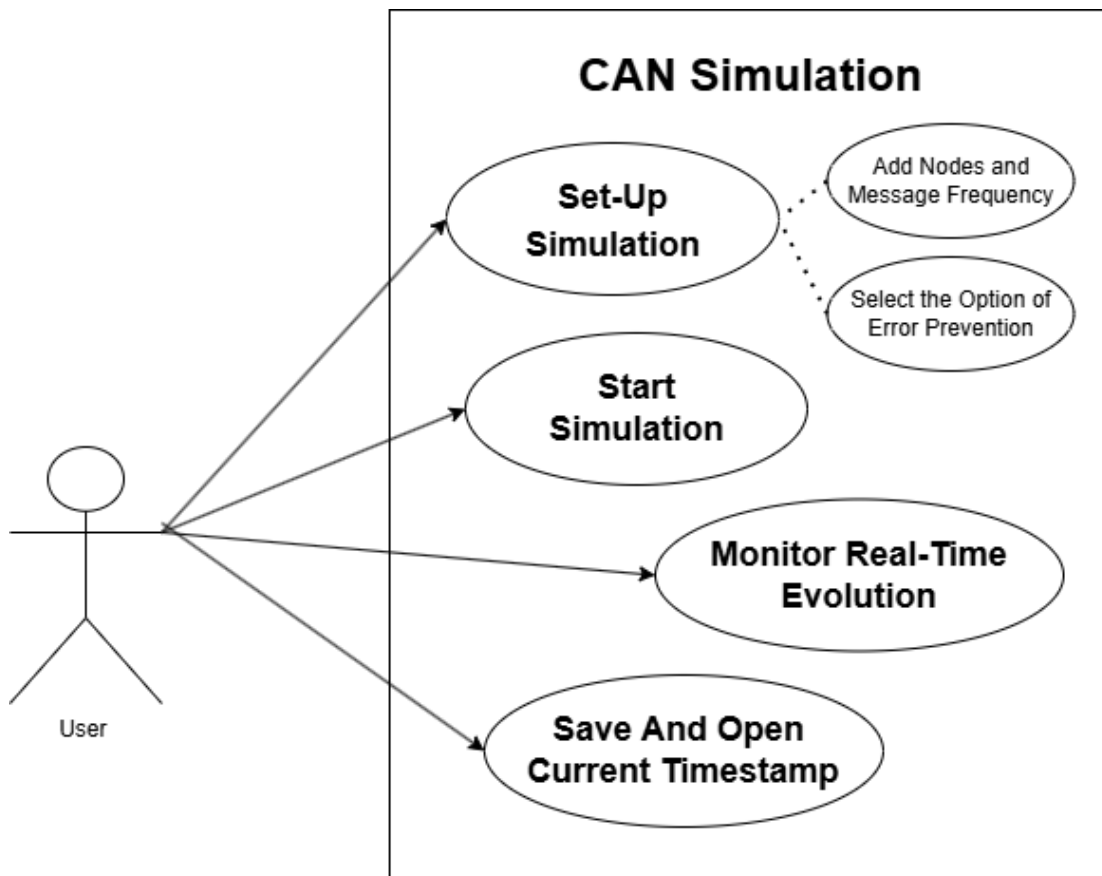 CAN Simulation
Set-Up
Simulation
Add Nodes and
Message Frequency
Select the Option of
Error Prevention
Start
Simulation
Monitor Real-Time
Evolution
Save And Open
Current Timestamp
User